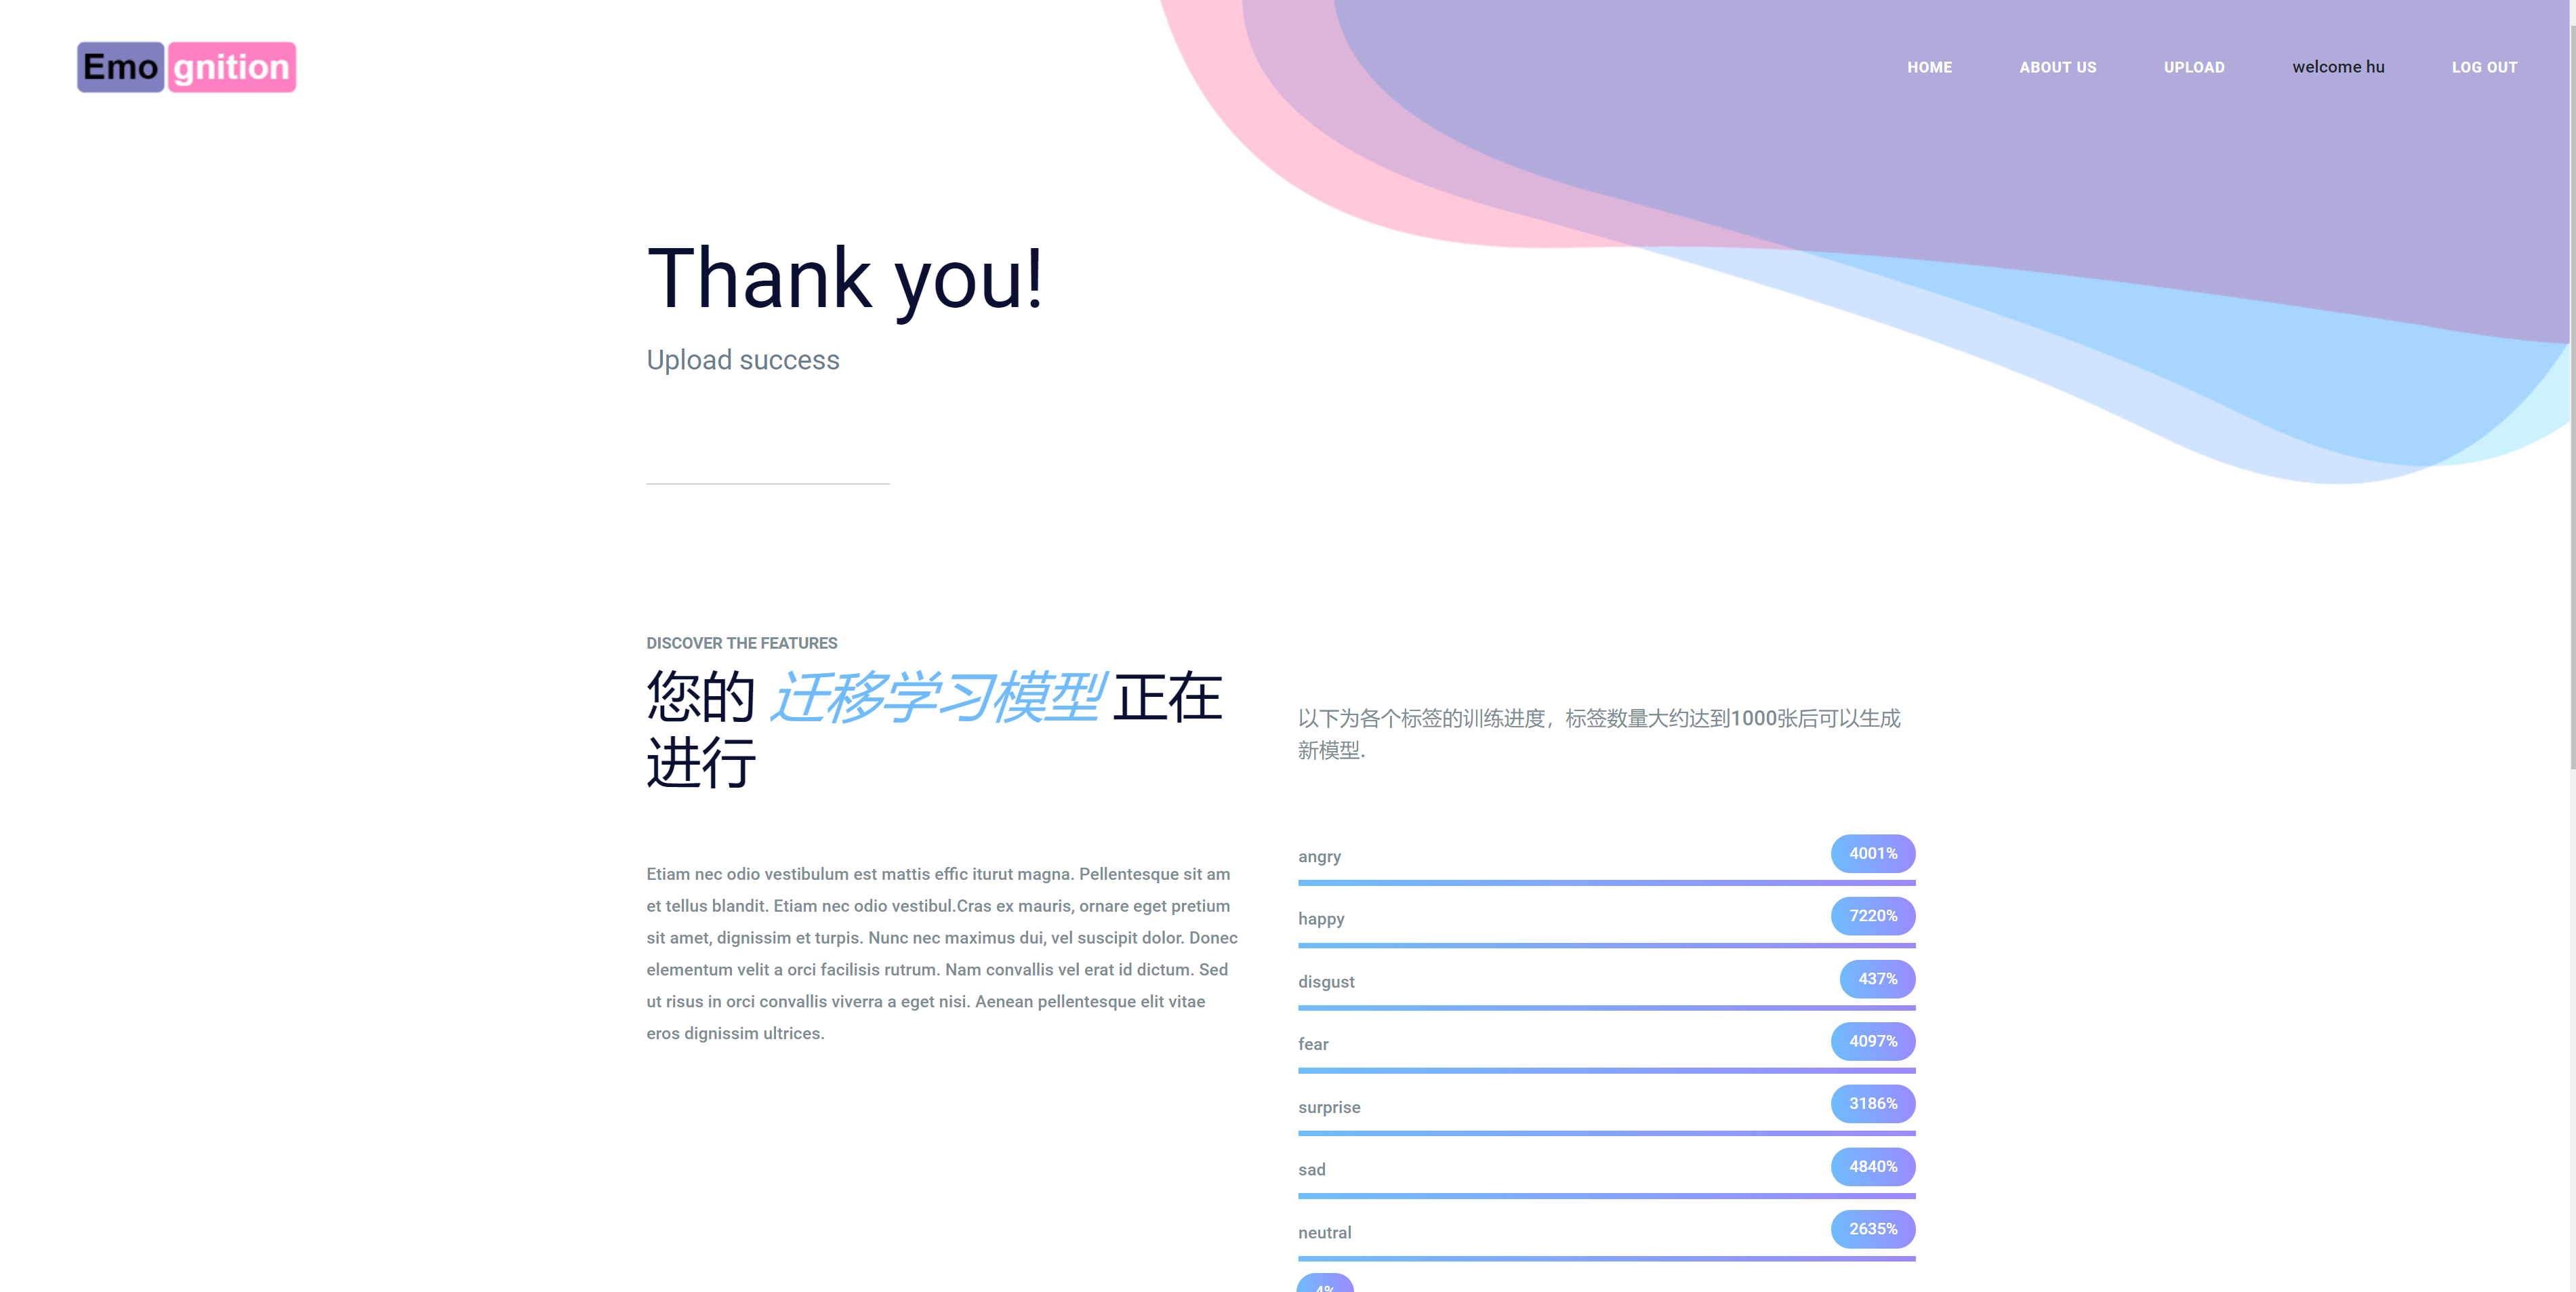 Emognition
HOME
ABOUT US
UPLOAD
welcome hu
LOG OUT
Thank you!
Upload success
DISCOVER THE FEATURES
您的 迁移学习模型 正在
进行
Etiam nec odio vestibulum est mattis effic iturut magna. Pellentesque sit am
et tellus blandit. Etiam nec odio vestibul.Cras ex mauris, ornare eget pretium
sit amet, dignissim et turpis. Nunc nec maximus dui, vel suscipit dolor. Donec
elementum velit a orci facilisis rutrum. Nam convallis vel erat id dictum. Sed
ut risus in orci convallis viverra a eget nisi. Aenean pellentesque elit vitae
eros dignissim ultrices.
以下为各个标签的训练进度，标签数量大约达到1000张后可以生成
新模型.
angry 4001%
happy 7220%
disgust 437%
fear 4097%
surprise 3186%
sad 4840%
neutral 2635%
4%